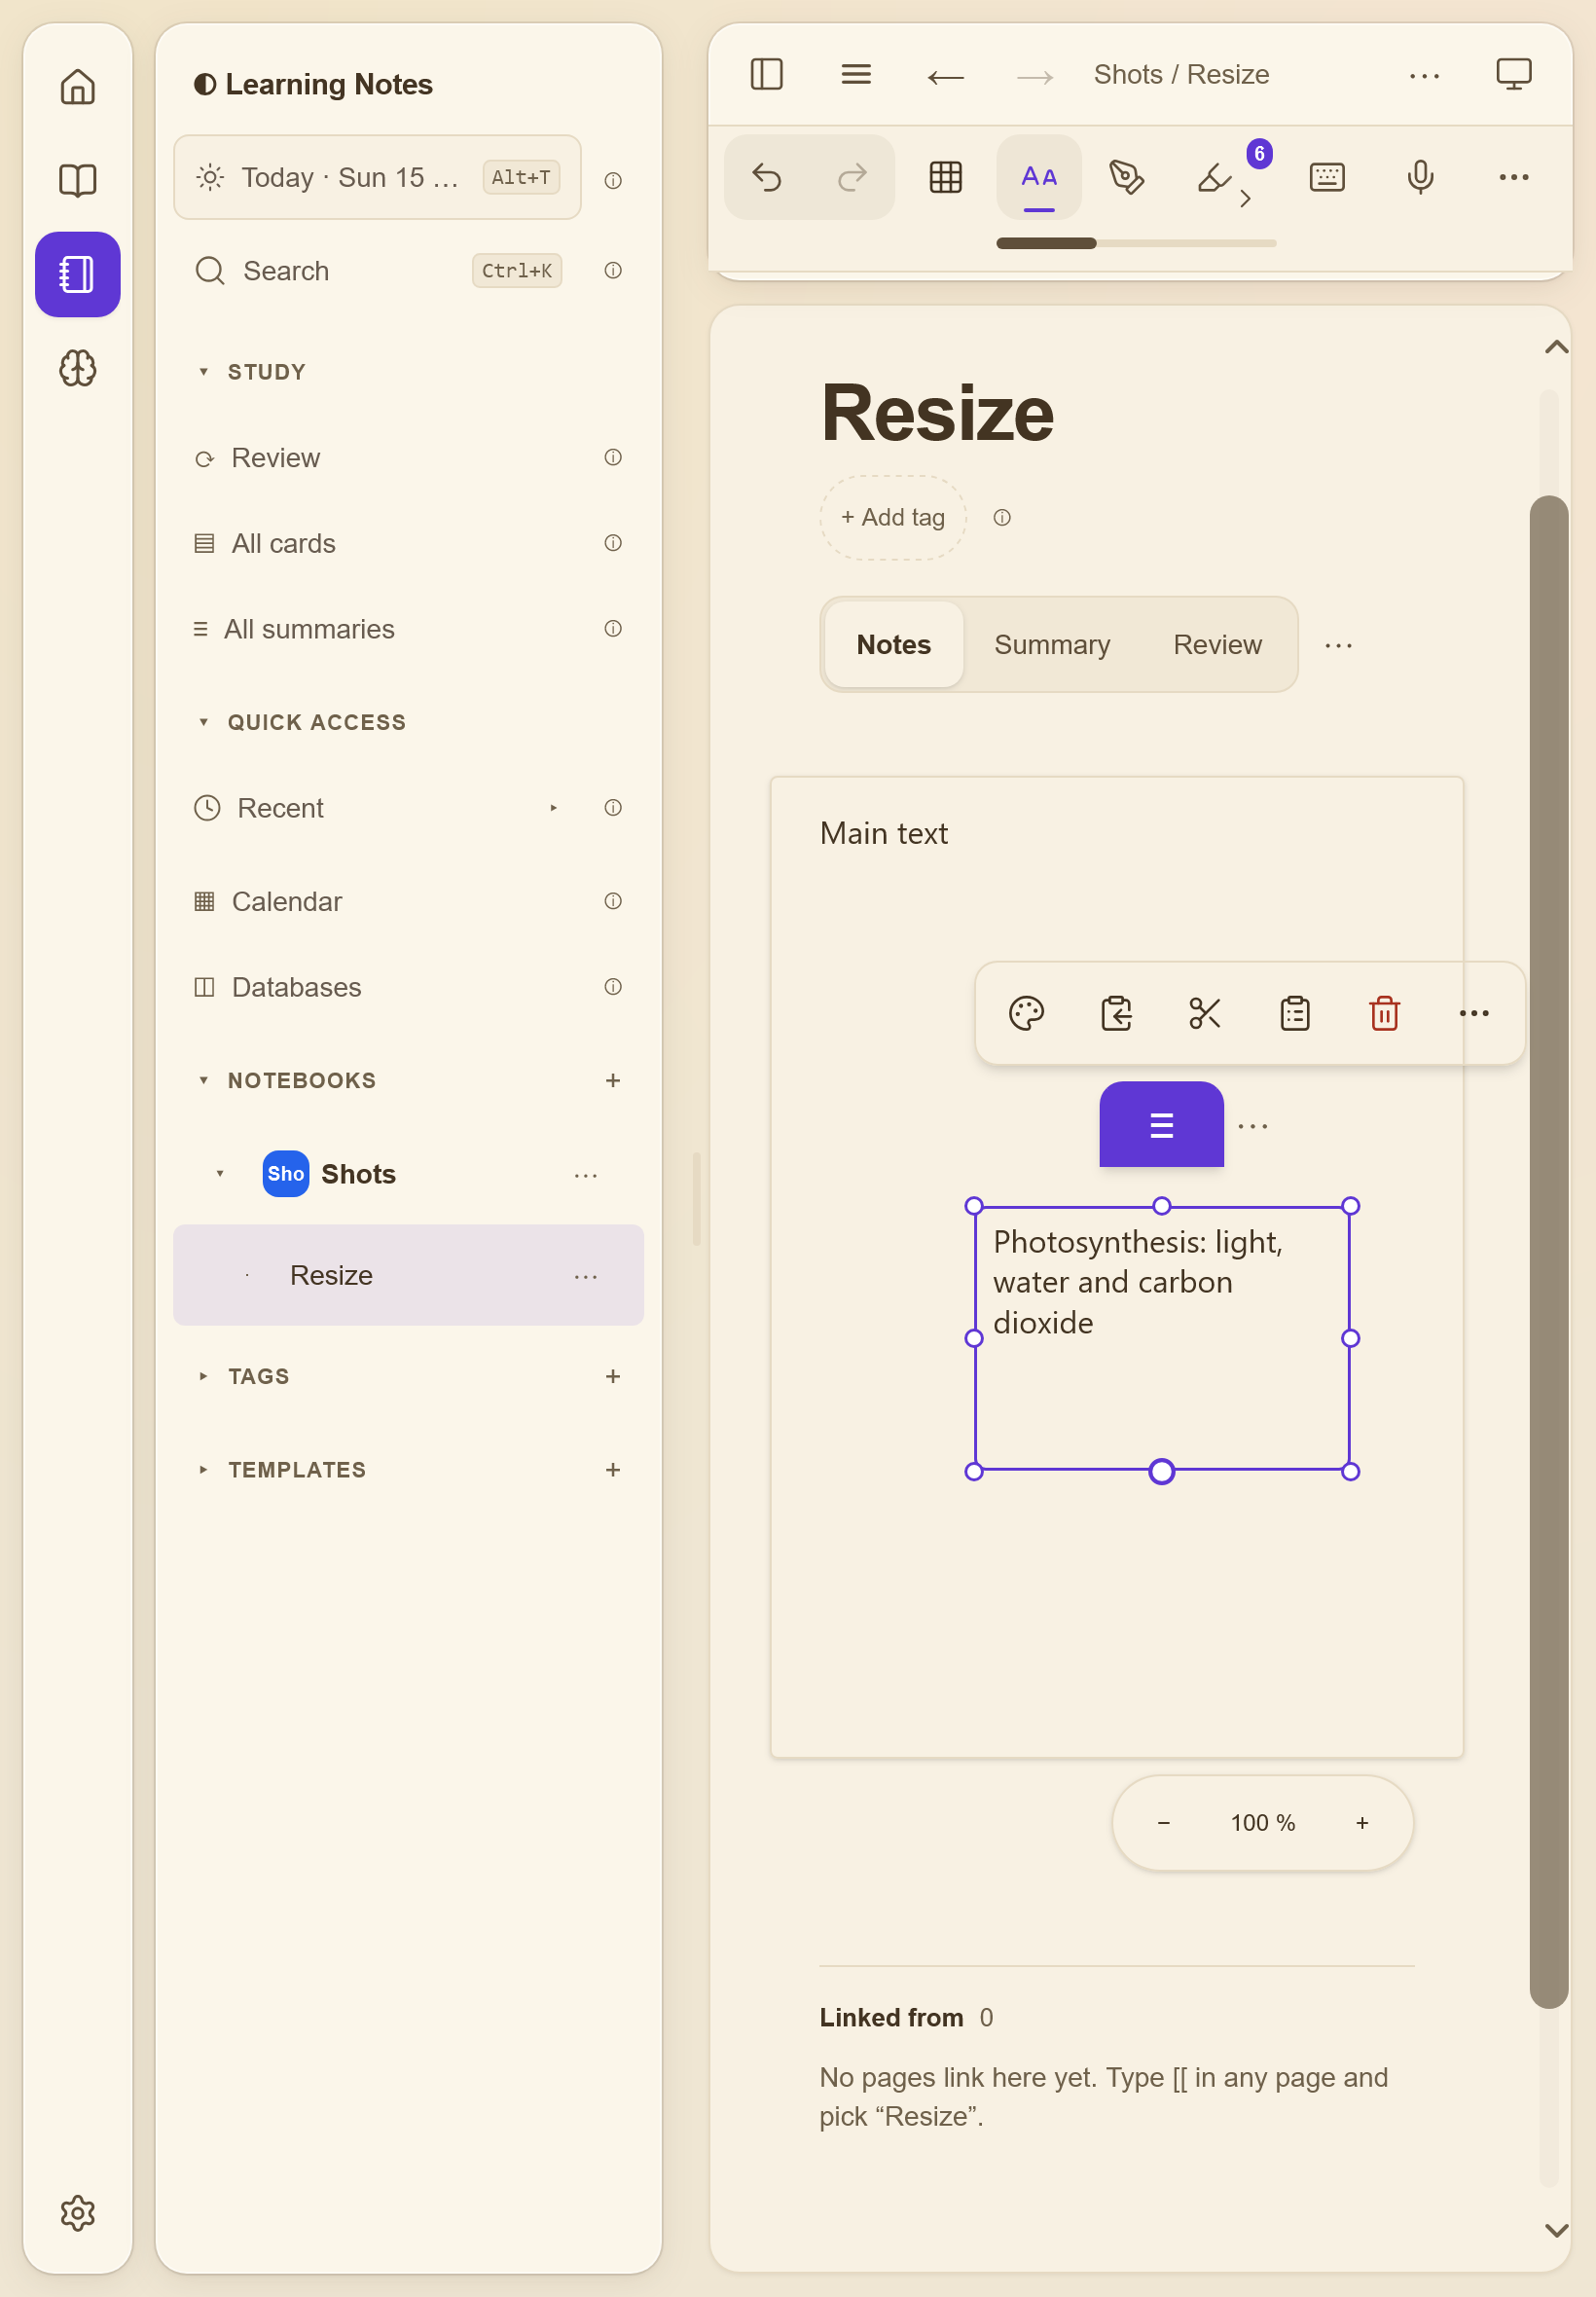 Learning Notes
Today · Sun 15 … Alt+T
Search Ctrl+K
STUDY
Review
All cards
All summaries
QUICK ACCESS
Recent
Calendar
Databases
NOTEBOOKS +
Sho Shots …
Resize …
TAGS +
TEMPLATES +
Shots / Resize …
AA 6
Resize
+ Add tag
Notes Summary Review …
Main text
Photosynthesis: light,
water and carbon
dioxide
− 100 % +
Linked from 0
No pages link here yet. Type [[ in any page and
pick “Resize”.